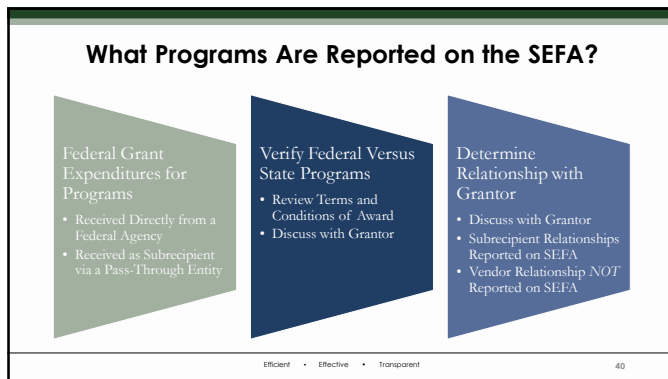 What Programs Are Reported on the SEFA?
Federal Grant
Expenditures for
Programs
• Received Directly from a
Federal Agency
• Received as Subrecipient
via a Pass-Through Entity
Verify Federal Versus
State Programs
• Review Terms and
Conditions of Award
• Discuss with Grantor
Determine
Relationship with
Grantor
• Discuss with Grantor
• Subrecipient Relationships
Reported on SEFA
• Vendor Relationship NOT
Reported on SEFA
Efficient • Effective • Transparent
40